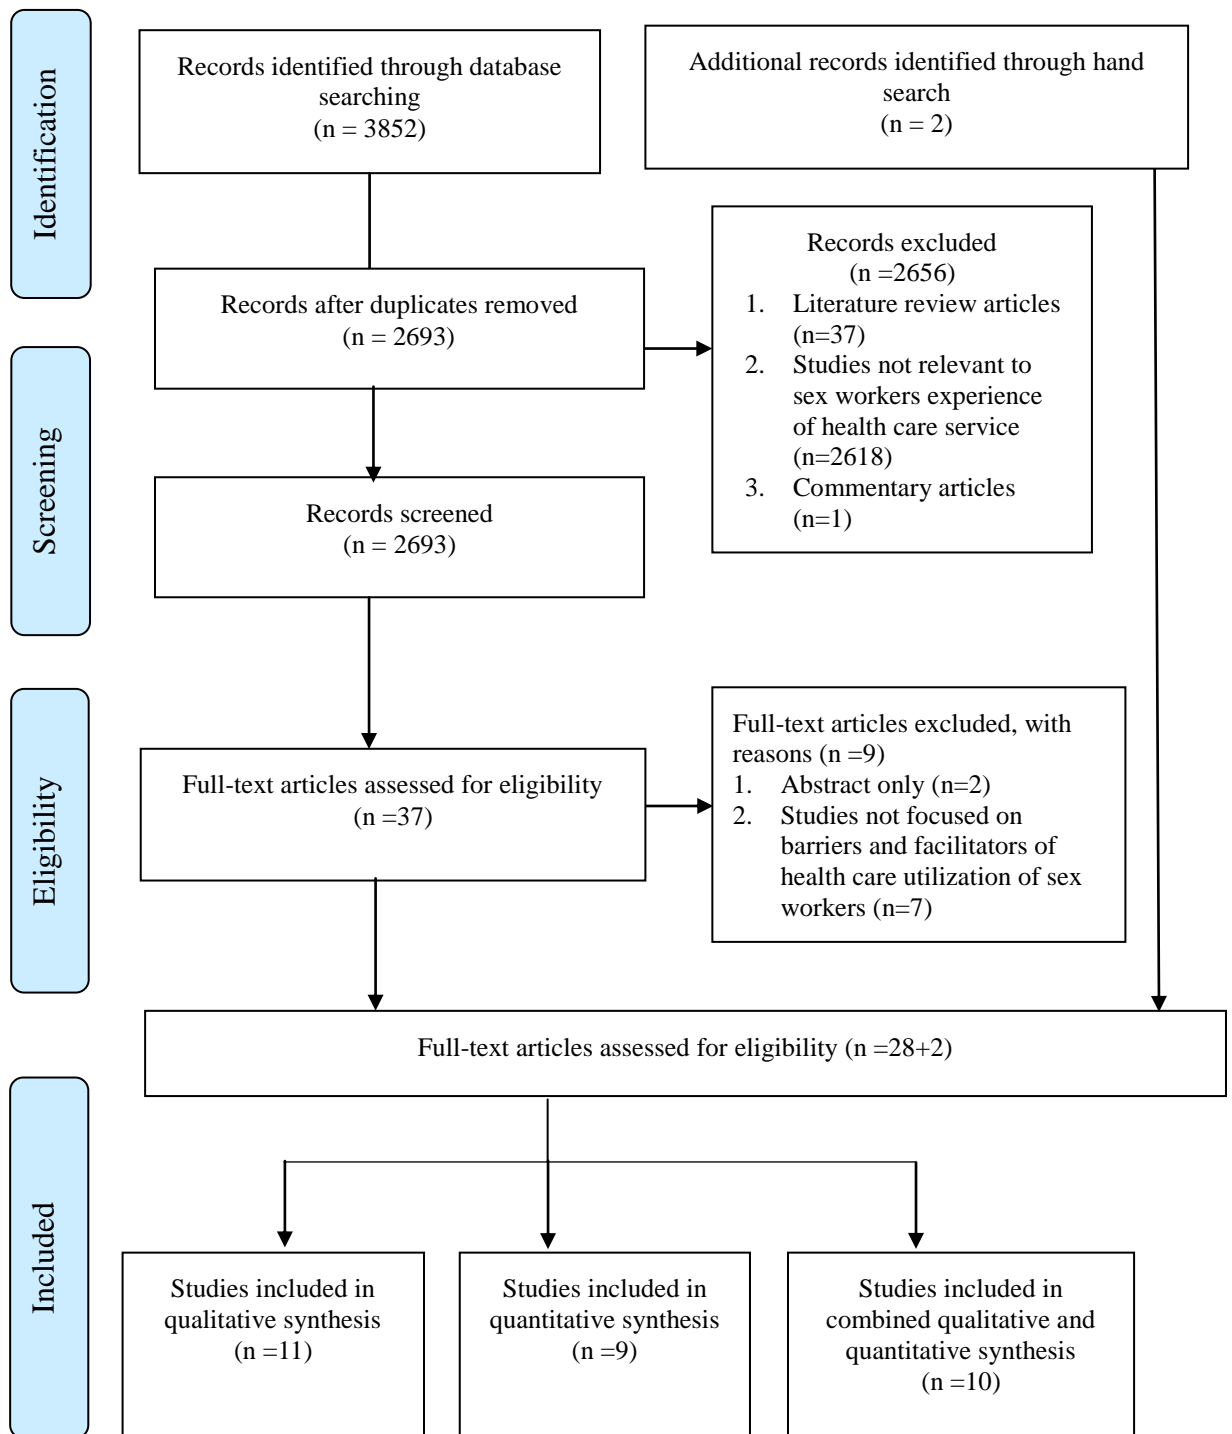 Identification
Records identified through database
searching
(n = 3852)
Additional records identified through hand
search
(n = 2)
Records after duplicates removed
(n = 2693)
Records excluded
(n =2656)
1. Literature review articles
(n=37)
2. Studies not relevant to
sex workers experience
of health care service
(n=2618)
3. Commentary articles
(n=1)
Screening
Records screened
(n = 2693)
Eligibility
Full-text articles assessed for eligibility
(n =37)
Full-text articles excluded, with
reasons (n =9)
1. Abstract only (n=2)
2. Studies not focused on
barriers and facilitators of
health care utilization of sex
workers (n=7)
Full-text articles assessed for eligibility (n =28+2)
Included
Studies included in
qualitative synthesis
(n =11)
Studies included in
quantitative synthesis
(n =9)
Studies included in
combined qualitative and
quantitative synthesis
(n =10)